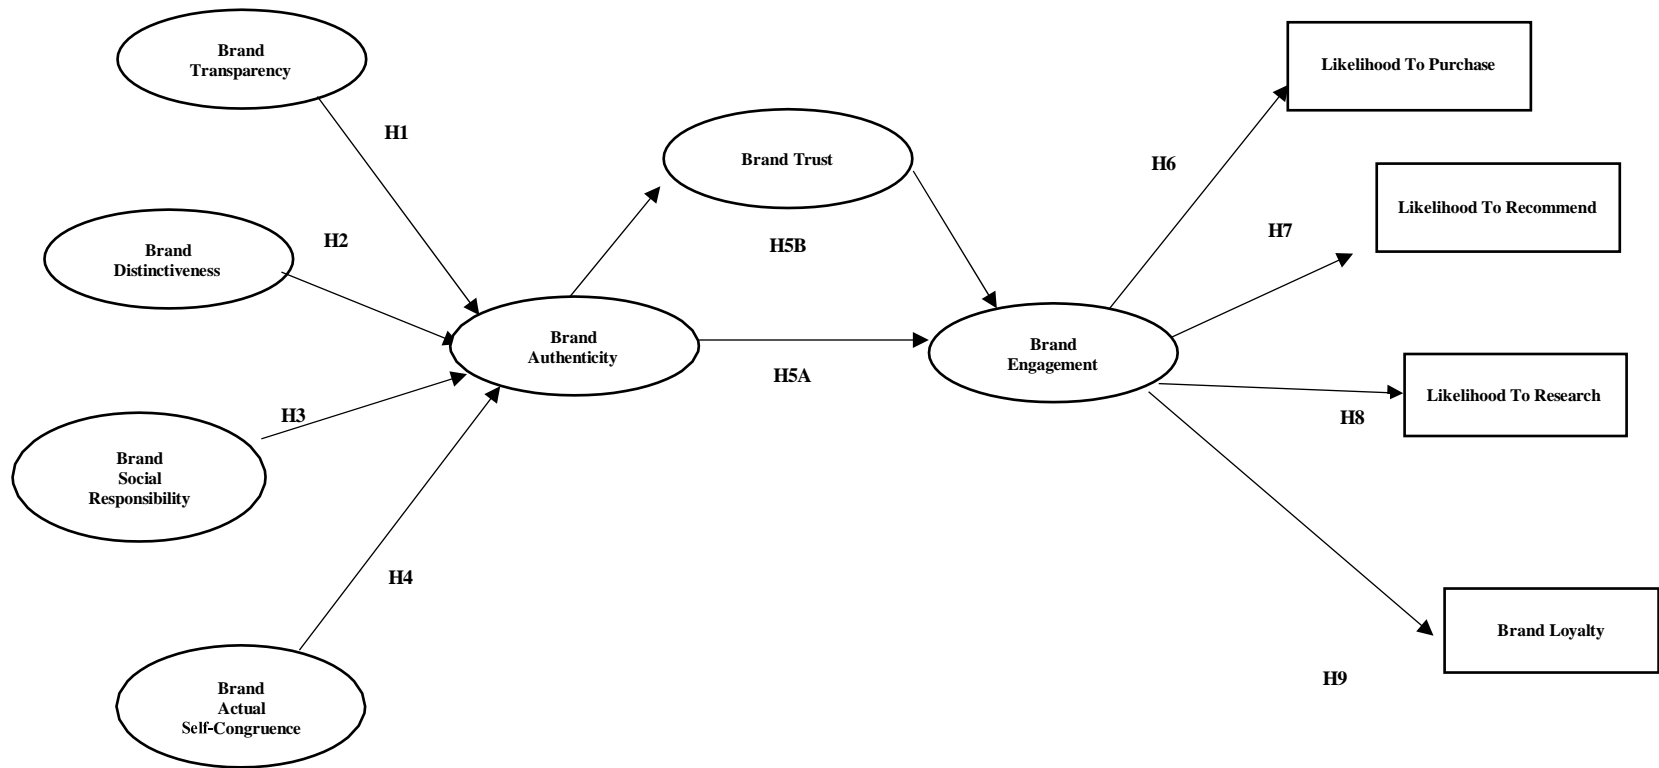 Brand
Transparency
H1
Brand
Distinctiveness
H2
Brand
Social
Responsibility
H3
Brand
Actual
Self-Congruence
H4
Brand
Authenticity
Brand Trust
H5B
H5A
Brand
Engagement
H6
Likelihood To Purchase
H7
Likelihood To Recommend
H8
Likelihood To Research
H9
Brand Loyalty